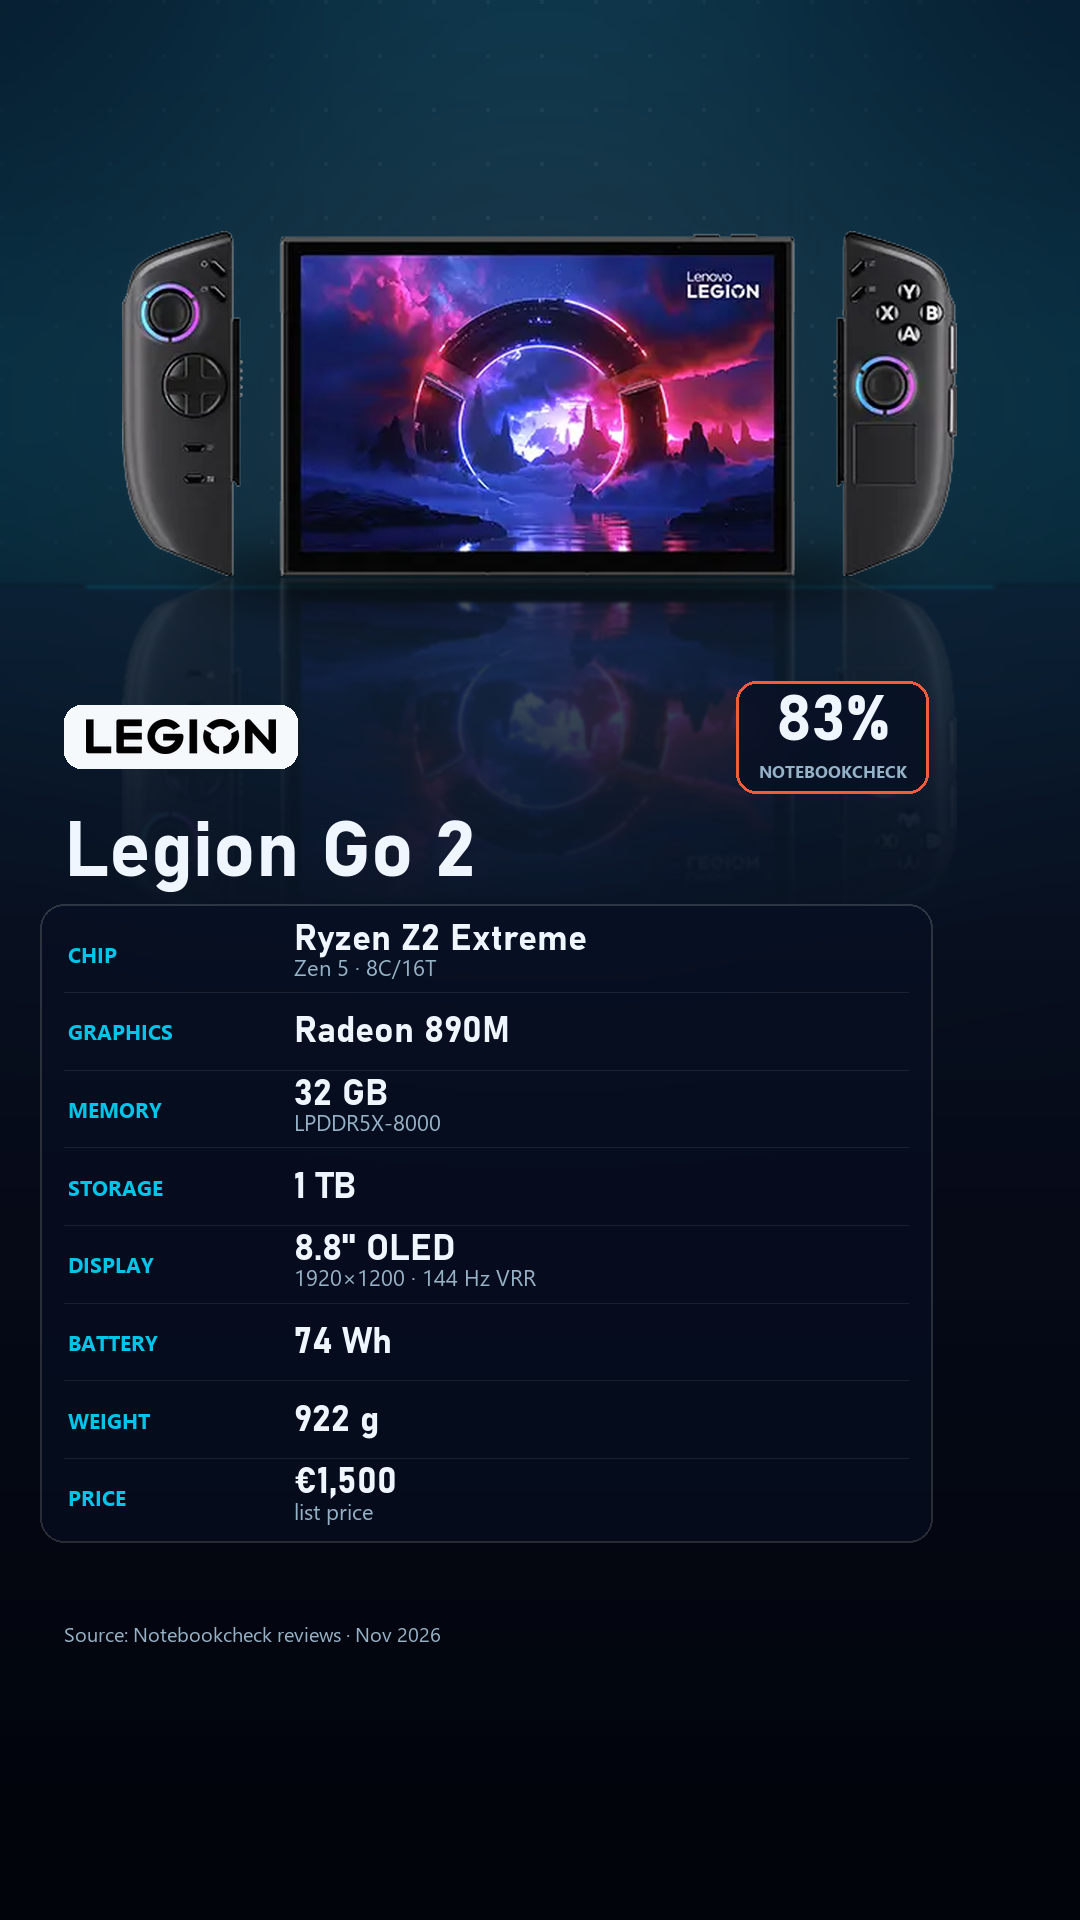 Lenovo
LEGION
Y
X
B
A
LEGION
83%
NOTEBOOKCHECK
Legion Go 2
CHIP
Ryzen Z2 Extreme
Zen 5 · 8C/16T
GRAPHICS
Radeon 890M
MEMORY
32 GB
LPDDR5X-8000
STORAGE
1 TB
DISPLAY
8.8" OLED
1920×1200 · 144 Hz VRR
BATTERY
74 Wh
WEIGHT
922 g
PRICE
€1,500
list price
Source: Notebookcheck reviews · Nov 2026